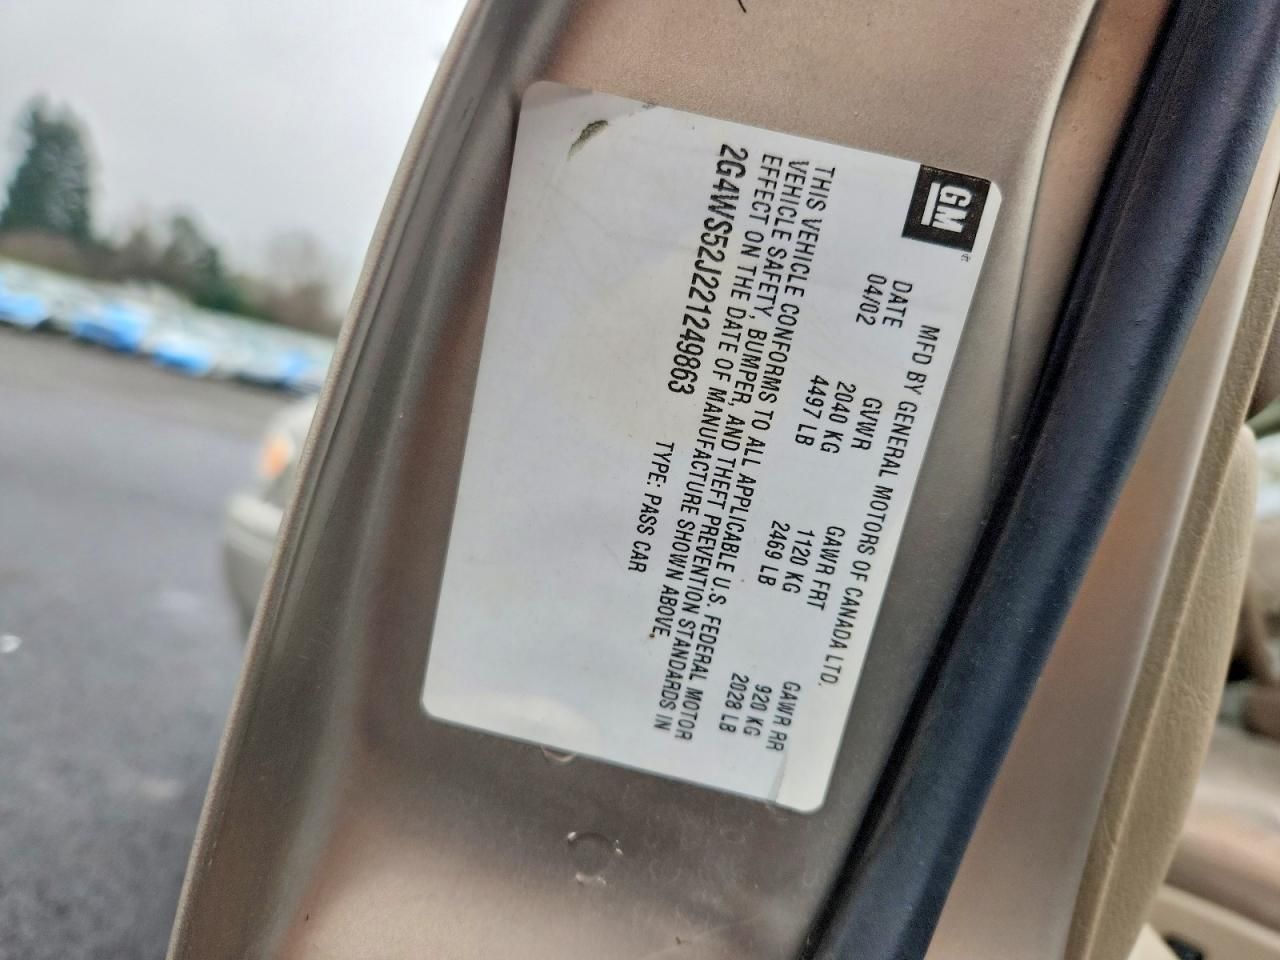 GM
MFD BY GENERAL MOTORS OF CANADA LTD.
DATE GVWR GAWR FRT GAWR RR
04/02 2040 KG 1120 KG 920 KG
4497 LB 2469 LB 2028 LB
THIS VEHICLE CONFORMS TO ALL APPLICABLE U.S. FEDERAL MOTOR
VEHICLE SAFETY, BUMPER, AND THEFT PREVENTION STANDARDS IN
EFFECT ON THE DATE OF MANUFACTURE SHOWN ABOVE.
2G4WS52J221249863 TYPE: PASS CAR